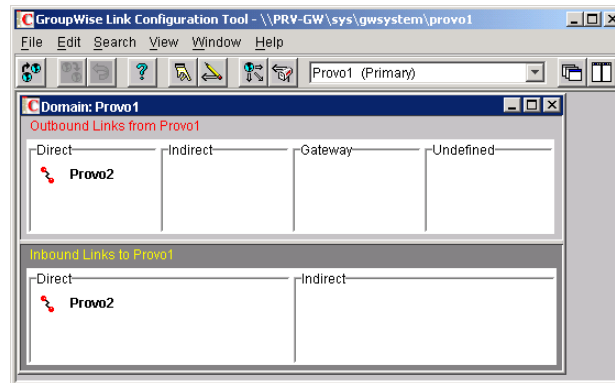 GroupWise Link Configuration Tool - \\PRV-GW\sys\gwsystem\provo1
File Edit Search View Window Help
Provo1 (Primary)
Domain: Provo1
Outbound Links from Provo1
Direct Indirect Gateway Undefined
Provo2
Inbound Links to Provo1
Direct Indirect
Provo2